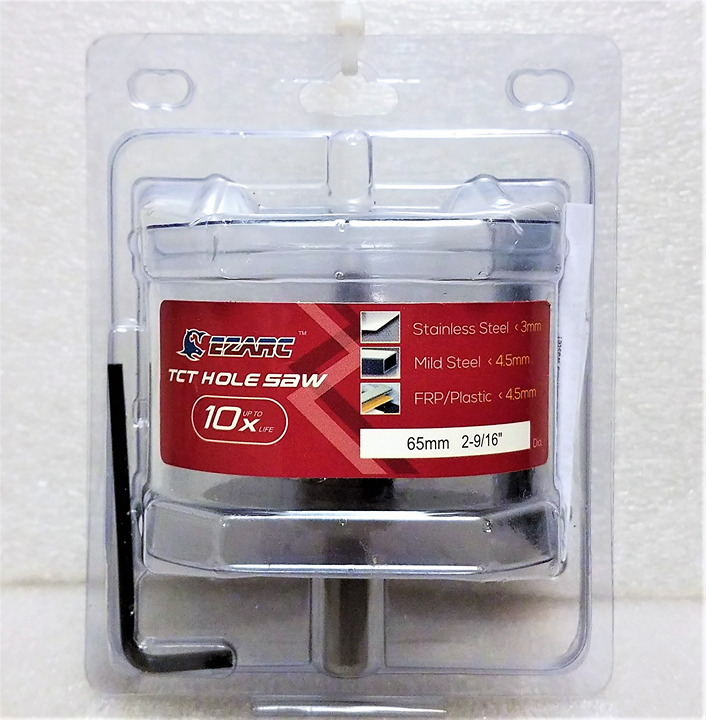 EZARC™
TCT HOLE SAW
10X UP TO
LIFE
Stainless Steel < 3mm
Mild Steel < 4.5mm
FRP/Plastic < 4.5mm
65mm 2-9/16" Dia.